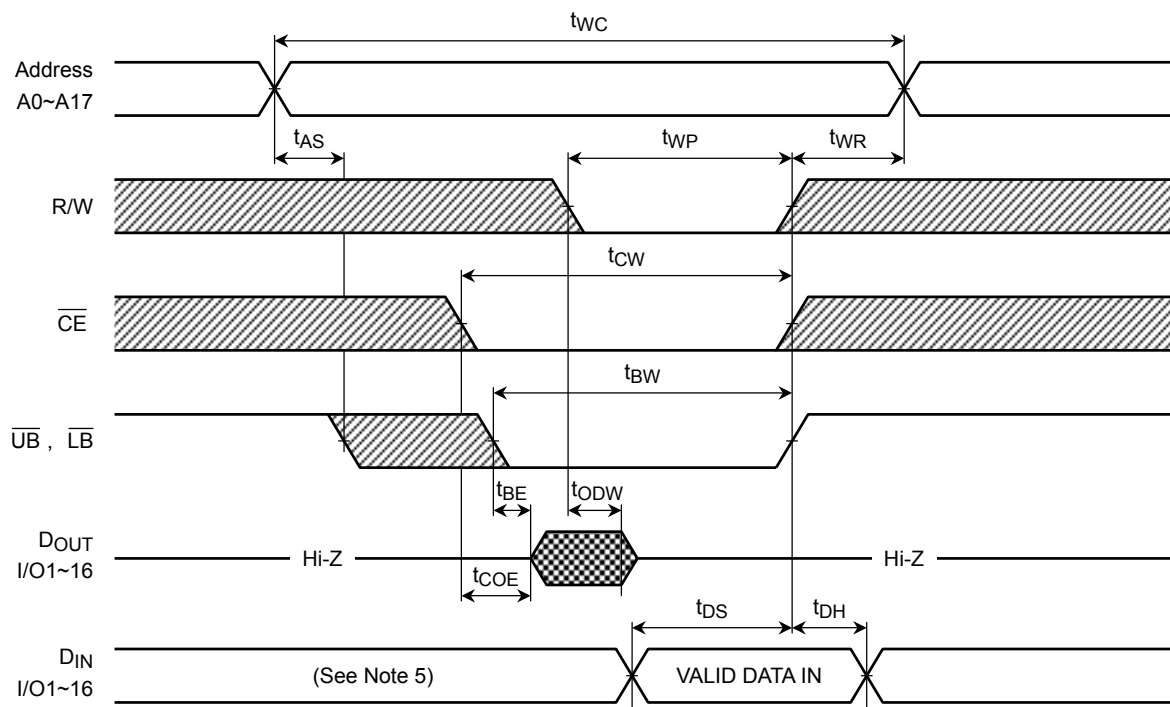 tWC
Address
A0~A17
tAS
tWP
tWR
R/W
tCW
CE
tBW
UB , LB
tBE
tODW
DOUT
I/O1~16
Hi-Z
Hi-Z
tCOE
tDS
tDH
DIN
I/O1~16
(See Note 5)
VALID DATA IN